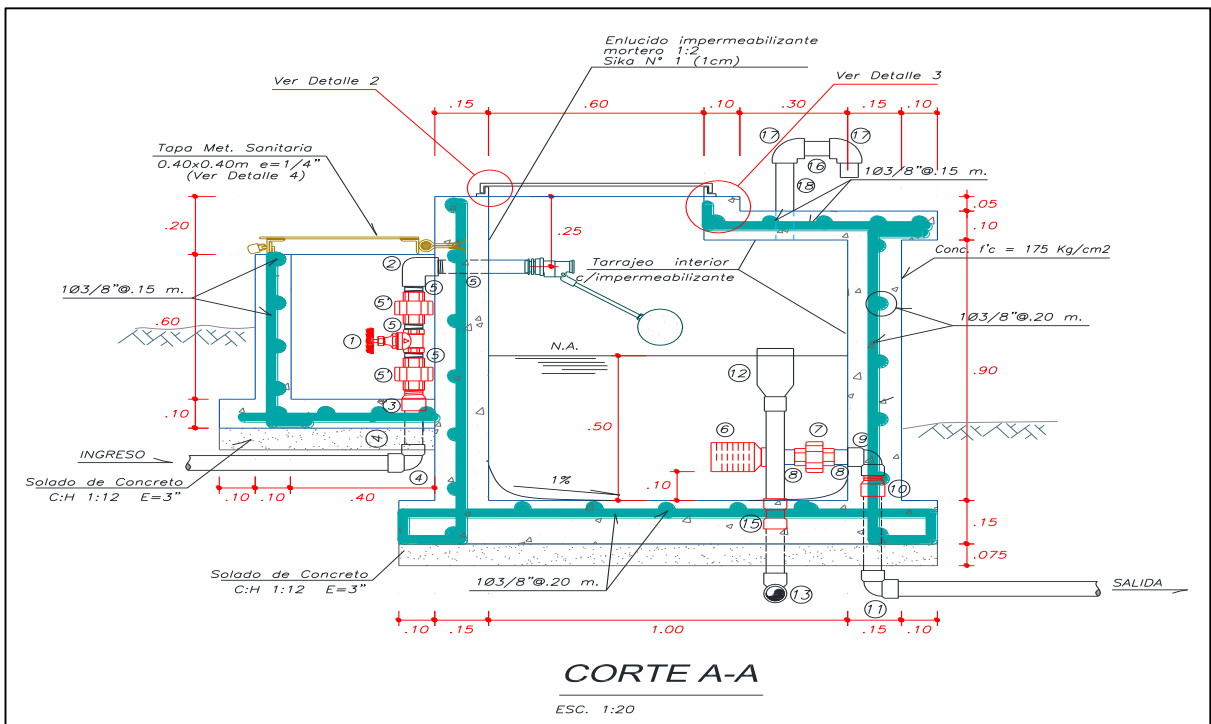 Enlucido impermeabilizante
mortero 1:2
Sika N° 1 (1cm)
Ver Detalle 2
Ver Detalle 3
.15
.60
.10
.30
.15
.10
Tapa Met. Sanitaria
0.40x0.40m e=1/4"
(Ver Detalle 4)
17
17
16
18
1Ø3/8"@.15 m.
.20
.05
.10
.25
Conc. f'c = 175 Kg/cm2
2
Tarrajeo interior
c/impermeabilizante
5
5
1Ø3/8"@.15 m.
5'
.60
1Ø3/8"@.20 m.
5
1
N.A.
5
12
5'
.90
3
.50
.10
4
6
7
9
INGRESO
4
8
8
1%
.10
10
Solado de Concreto
C:H 1:12 E=3"
.10
.10
.40
15
.15
.075
Solado de Concreto
C:H 1:12 E=3"
1Ø3/8"@.20 m.
13
11
SALIDA
.10
.15
1.00
.15
.10
CORTE A-A
ESC. 1:20